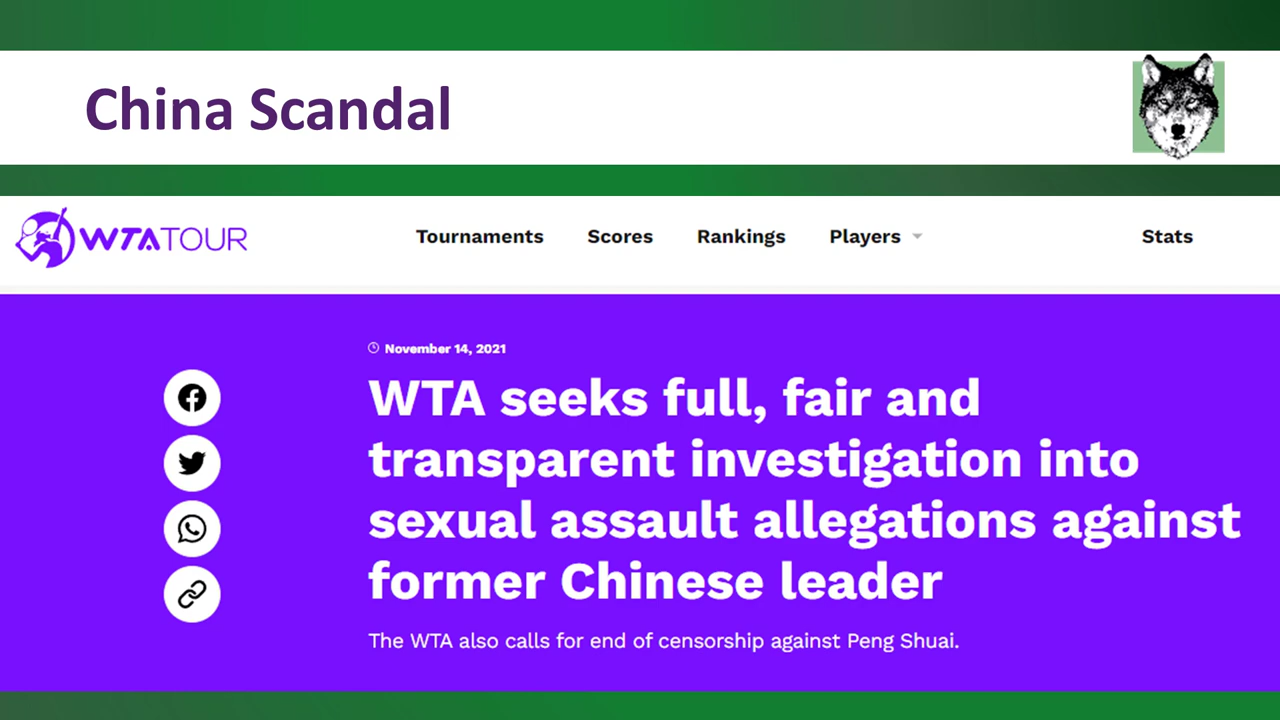 China Scandal
WTATOUR
Tournaments Scores Rankings Players Stats
November 14, 2021
WTA seeks full, fair and
transparent investigation into
sexual assault allegations against
former Chinese leader
The WTA also calls for end of censorship against Peng Shuai.